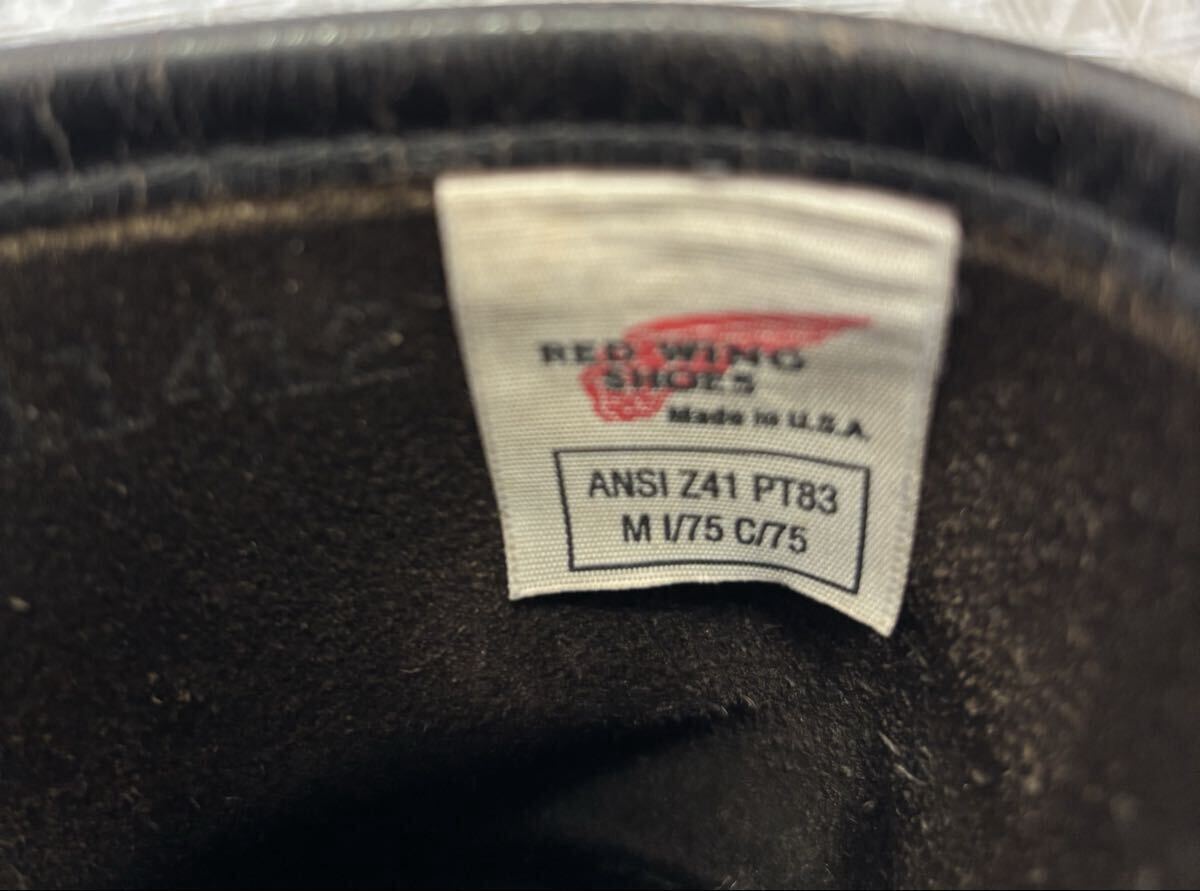 RED WING
SHOES
Made in U.S.A.
ANSI Z41 PT83
M I/75 C/75